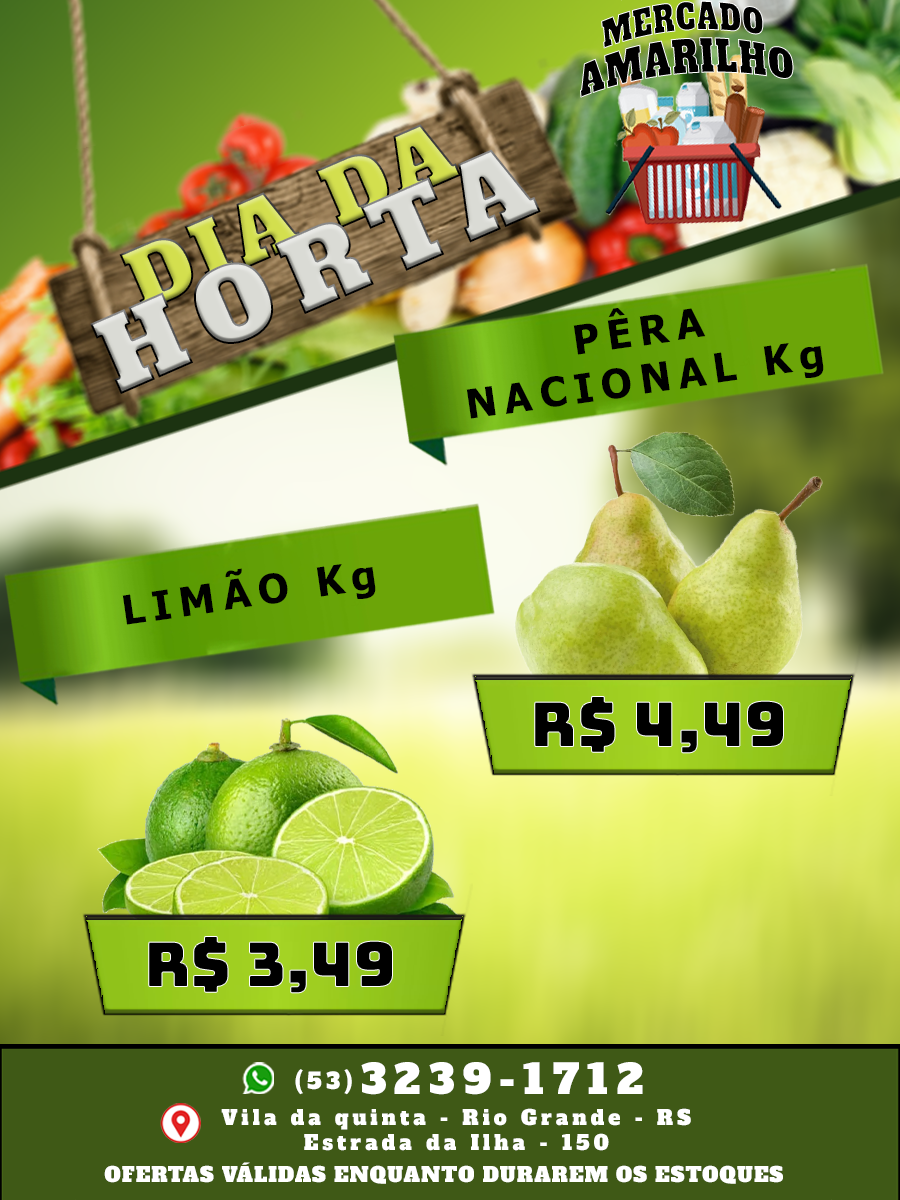 MERCADO
AMARILHO
DIA DA
HORTA
PÊRA
NACIONAL Kg
LIMÃO Kg
R$ 4,49
R$ 3,49
(53) 3239-1712
Vila da quinta - Rio Grande - RS
Estrada da Ilha - 150
OFERTAS VÁLIDAS ENQUANTO DURAREM OS ESTOQUES